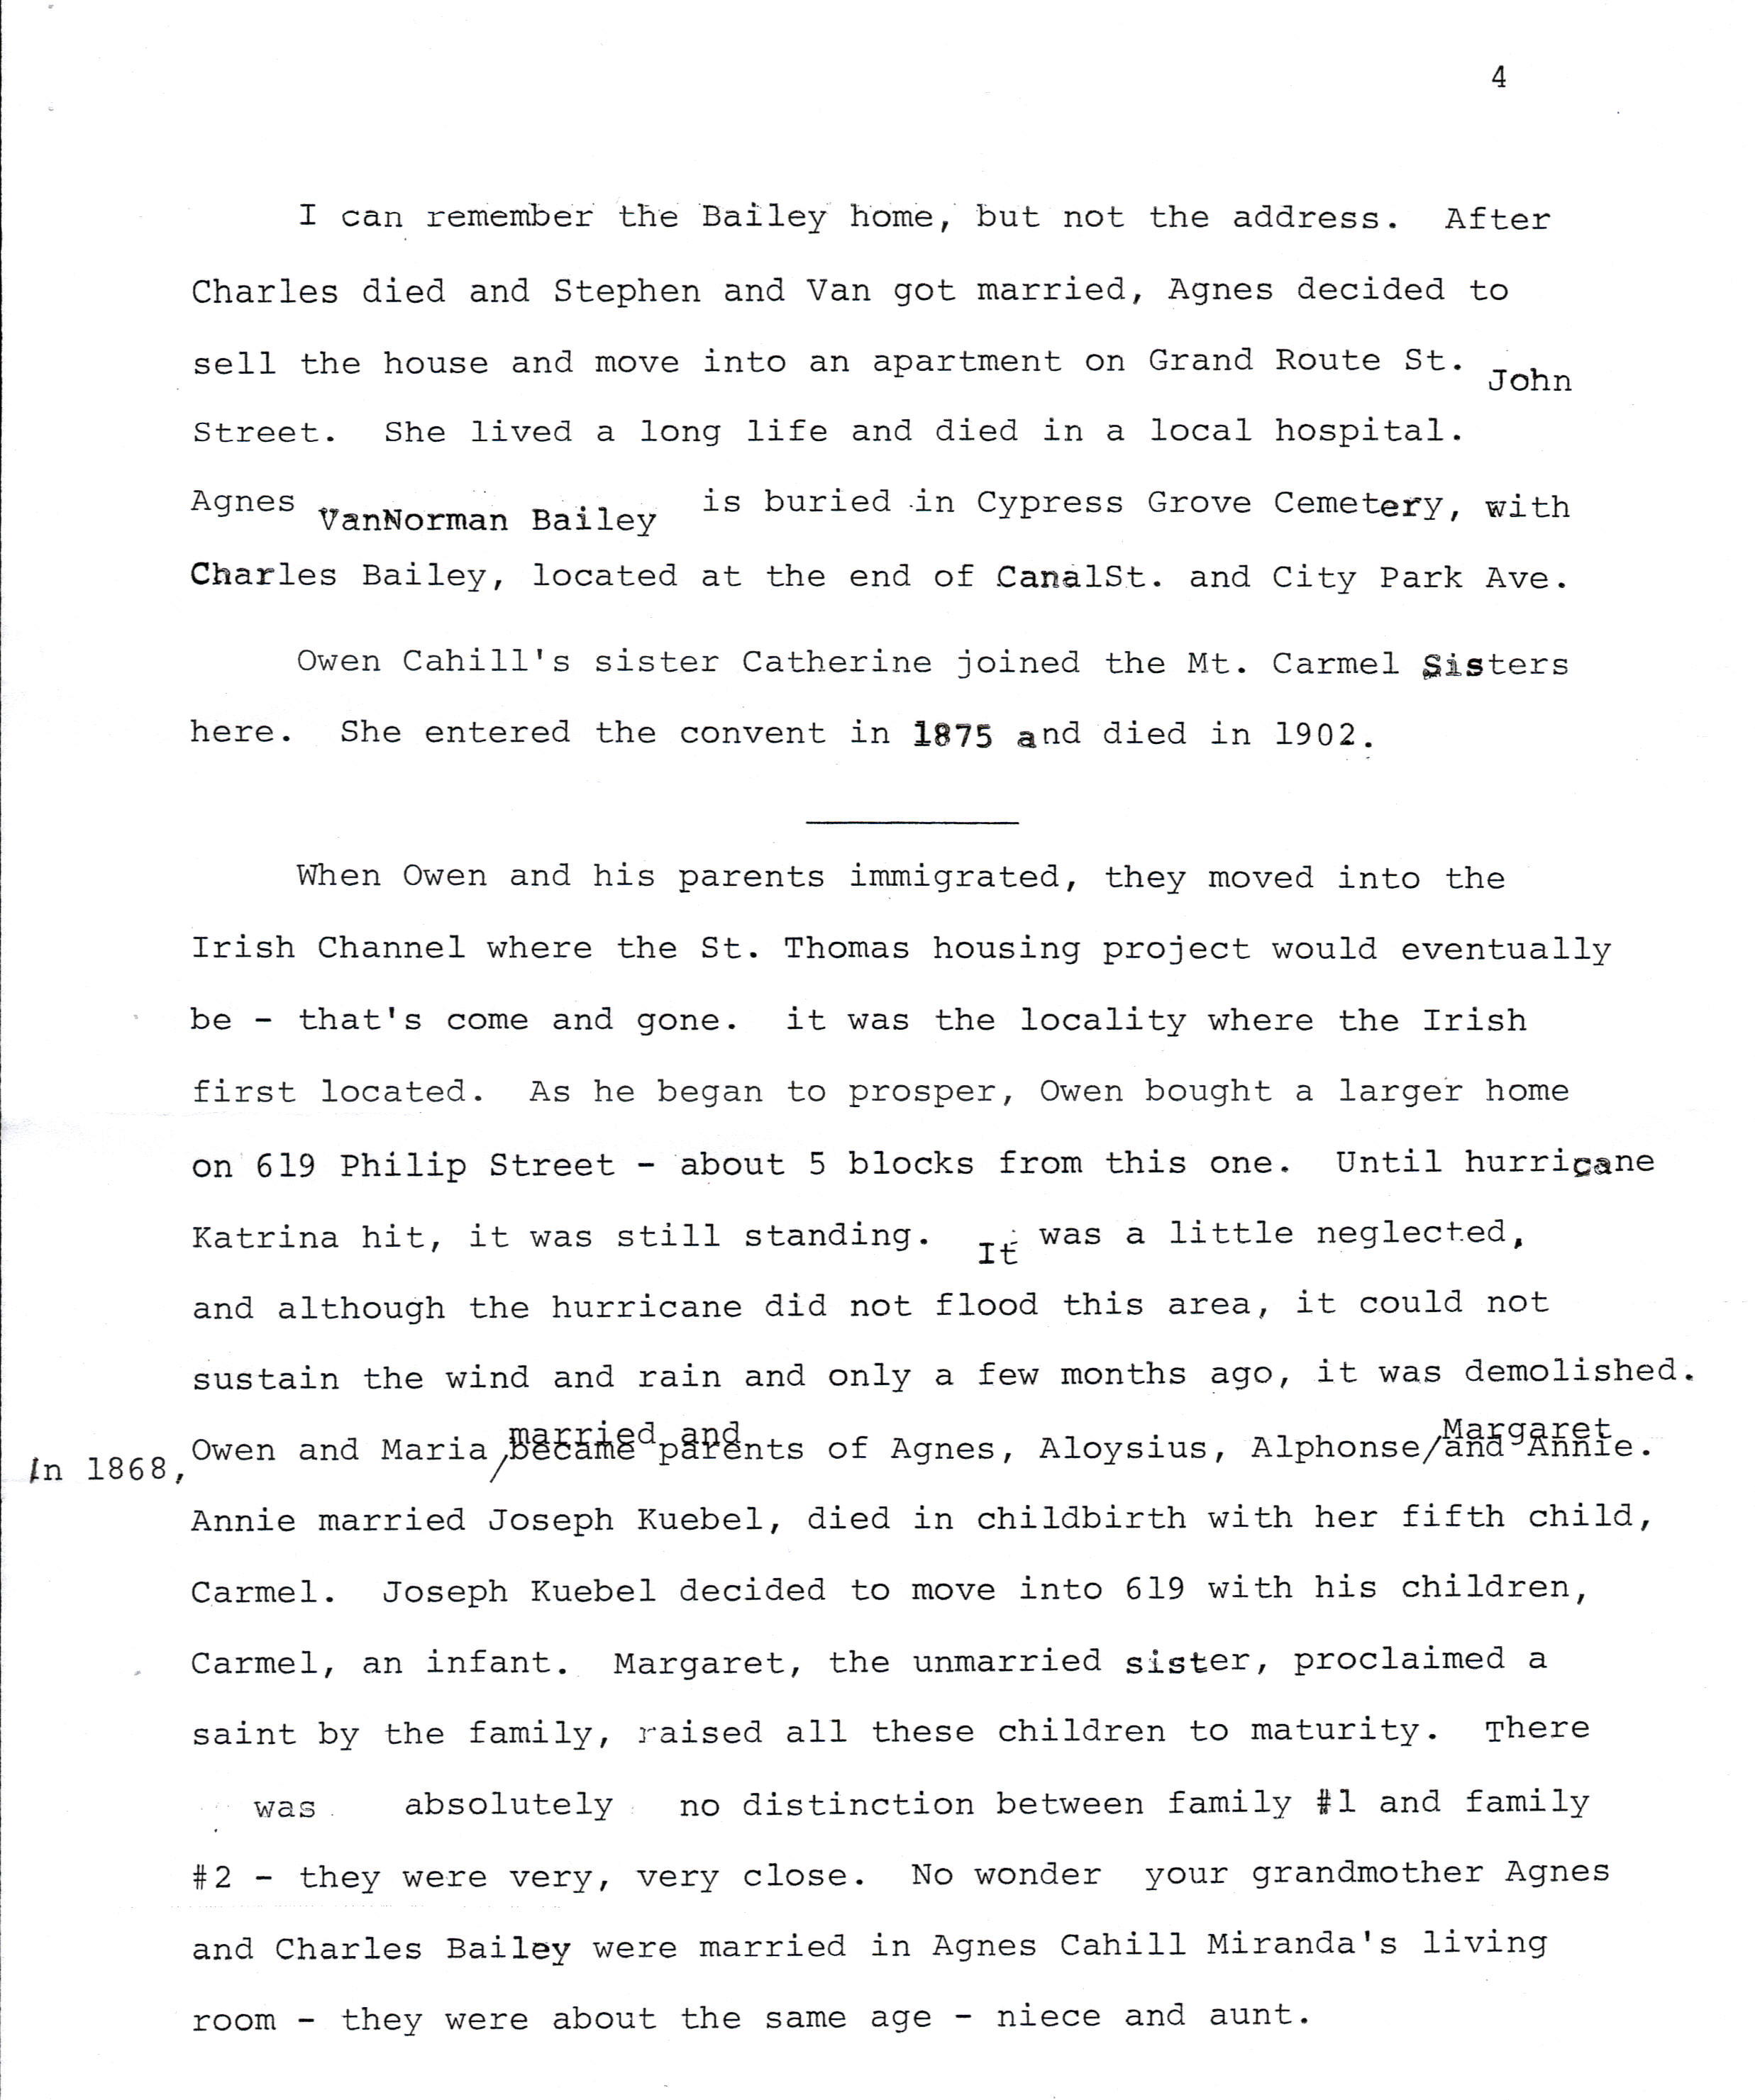 4
I can remember the Bailey home, but not the address.  After
Charles died and Stephen and Van got married, Agnes decided to
sell the house and move into an apartment on Grand Route St. John
Street.  She lived a long life and died in a local hospital.
Agnes VanNorman Bailey is buried in Cypress Grove Cemetery, with
Charles Bailey, located at the end of CanalSt. and City Park Ave.
Owen Cahill's sister Catherine joined the Mt. Carmel Sisters
here.  She entered the convent in 1875 and died in 1902.
When Owen and his parents immigrated, they moved into the
Irish Channel where the St. Thomas housing project would eventually
be - that's come and gone.  it was the locality where the Irish
first located.  As he began to prosper, Owen bought a larger home
on 619 Philip Street - about 5 blocks from this one.  Until hurricane
Katrina hit, it was still standing.  It was a little neglected,
and although the hurricane did not flood this area, it could not
sustain the wind and rain and only a few months ago, it was demolished.
married and Margaret
In 1868, Owen and Maria/became parents of Agnes, Aloysius, Alphonse/and Annie.
Annie married Joseph Kuebel, died in childbirth with her fifth child,
Carmel.  Joseph Kuebel decided to move into 619 with his children,
Carmel, an infant.  Margaret, the unmarried sister, proclaimed a
saint by the family, raised all these children to maturity.  There
was absolutely no distinction between family #1 and family
#2 - they were very, very close.  No wonder your grandmother Agnes
and Charles Bailey were married in Agnes Cahill Miranda's living
room - they were about the same age - niece and aunt.